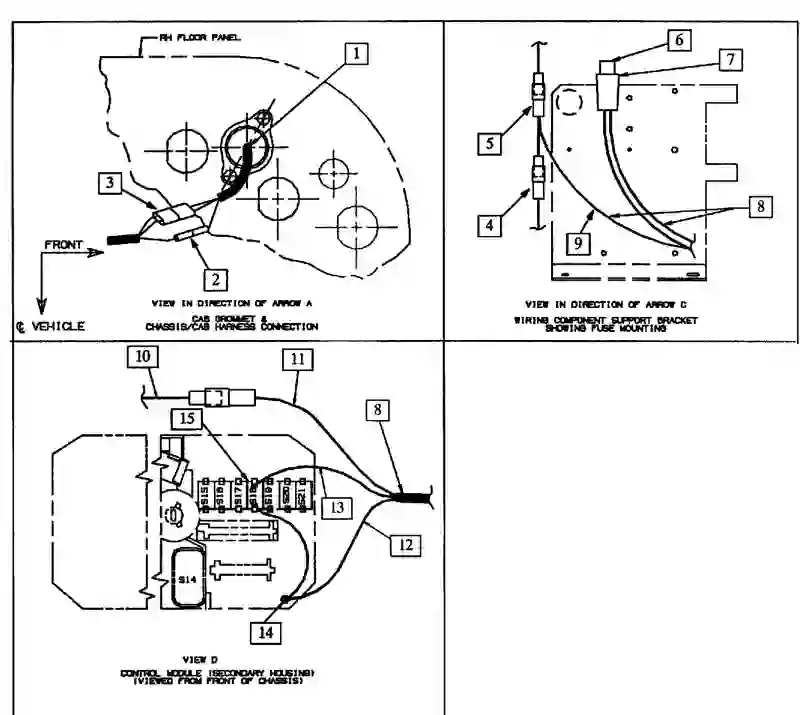 RH FLOOR PANEL
1
3
2
FRONT
℄ VEHICLE
VIEW IN DIRECTION OF ARROW A
CAB GROMMET &
CHASSIS/CAB HARNESS CONNECTION
6
7
5
4
9
8
VIEW IN DIRECTION OF ARROW C
WIRING COMPONENT SUPPORT BRACKET
SHOWING FUSE MOUNTING
10
11
15
8
S15 S16 S17 S18 S19 S20 S21
13
12
S14
14
VIEW D
CONTROL MODULE (SECONDARY HOUSING)
(VIEWED FROM FRONT OF CHASSIS)